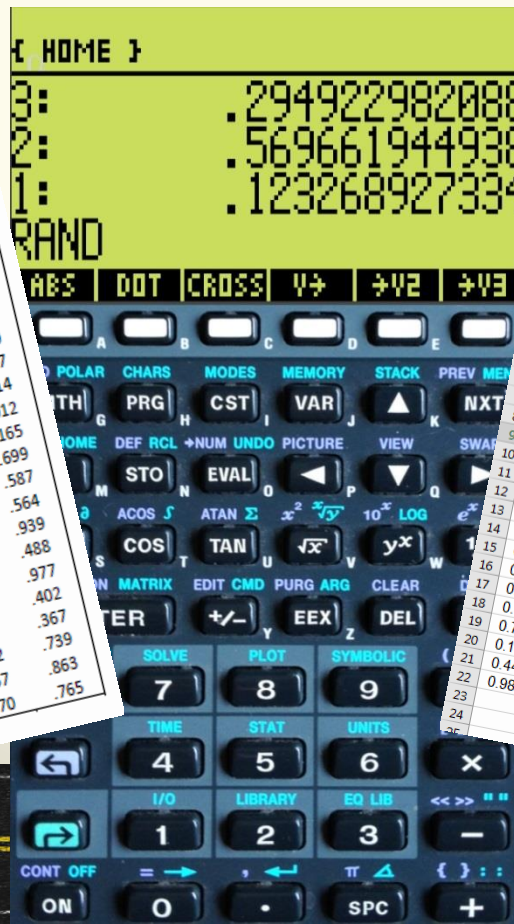 { HOME }
3: .294922982088
2: .569661944938
1: .123268927334
RAND
ABS DOT CROSS V→ →V2 →V3
A B C D E
POLAR CHARS MODES MEMORY STACK PREV
PRG CST VAR ▲ NXT
G H I J K
DEF RCL →NUM UNDO PICTURE VIEW
STO EVAL ◀ ▼ ▶
M N O P Q
ACOS ∫ ATAN Σ x² ˣ√y 10ˣ LOG eˣ
COS TAN √x yˣ
S T U V W
MATRIX EDIT CMD PURG ARG CLEAR
+/− EEX DEL
Y Z
SOLVE PLOT SYMBOLIC
7 8 9
TIME STAT UNITS
4 5 6 ×
I/O LIBRARY EQ LIB << >> " "
1 2 3 −
CONT OFF = → , ↵ π ∠ { } : :
ON 0 . SPC +
.587
.564
.939
.488
.977
.402
.367
.739
.863
.765
10
11
12
13
14
15
16
17
18
19
20
21
22
23
24